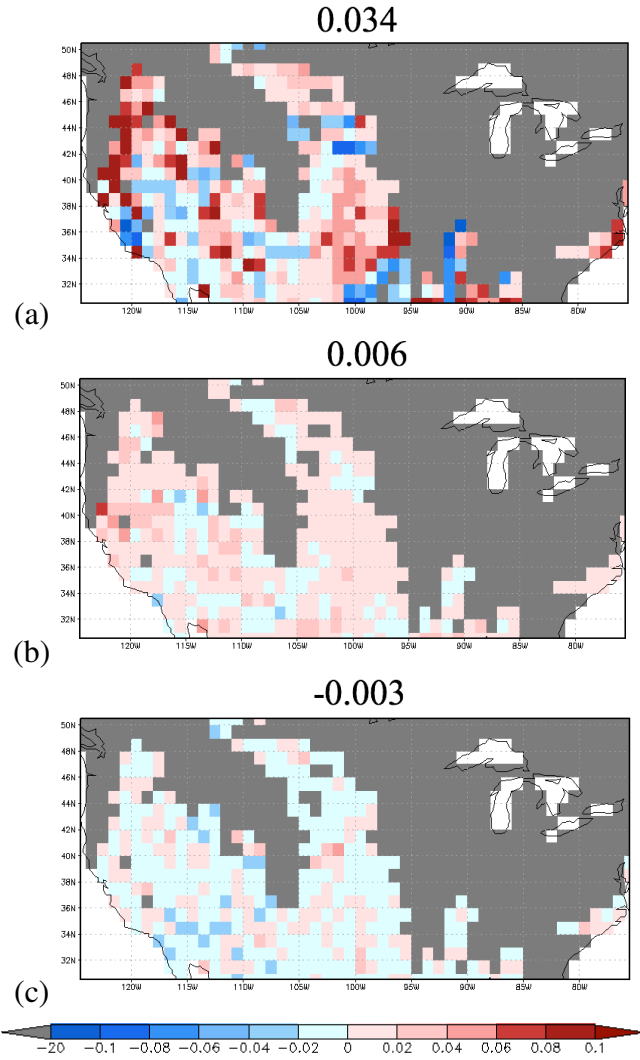 0.034
50N
48N
46N
44N
42N
40N
38N
36N
34N
32N
120W 115W 110W 105W 100W 95W 90W 85W 80W
(a)
0.006
50N
48N
46N
44N
42N
40N
38N
36N
34N
32N
120W 115W 110W 105W 100W 95W 90W 85W 80W
(b)
-0.003
50N
48N
46N
44N
42N
40N
38N
36N
34N
32N
120W 115W 110W 105W 100W 95W 90W 85W 80W
(c)
-20 -0.1 -0.08 -0.06 -0.04 -0.02 0 0.02 0.04 0.06 0.08 0.1